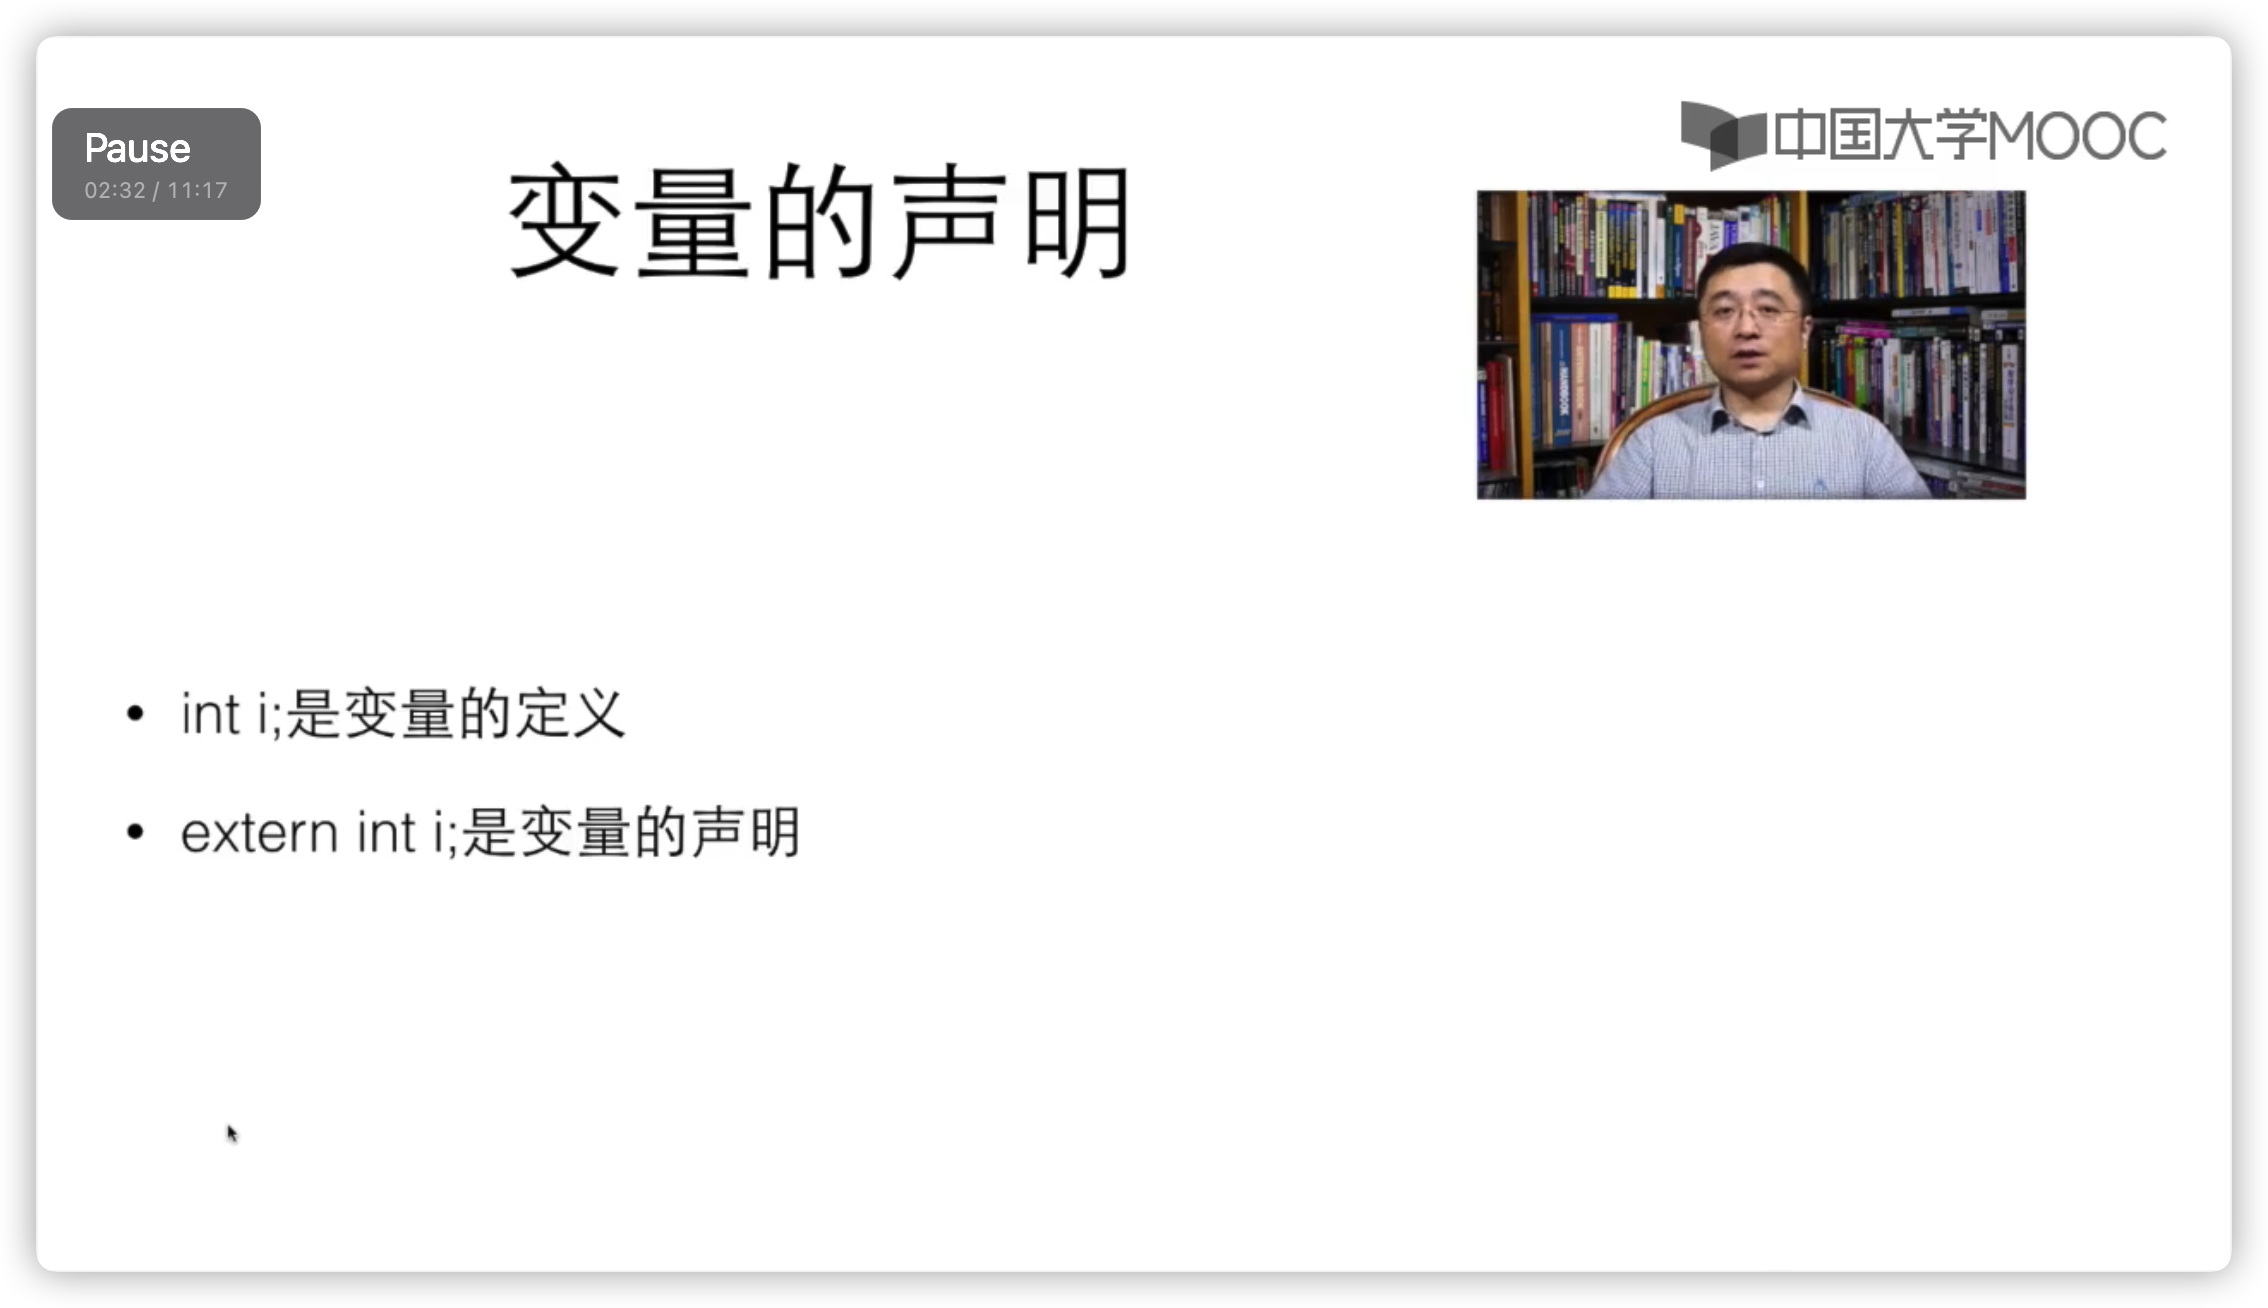 Pause
02:32 / 11:17
中国大学MOOC
变量的声明
• int i;是变量的定义
• extern int i;是变量的声明